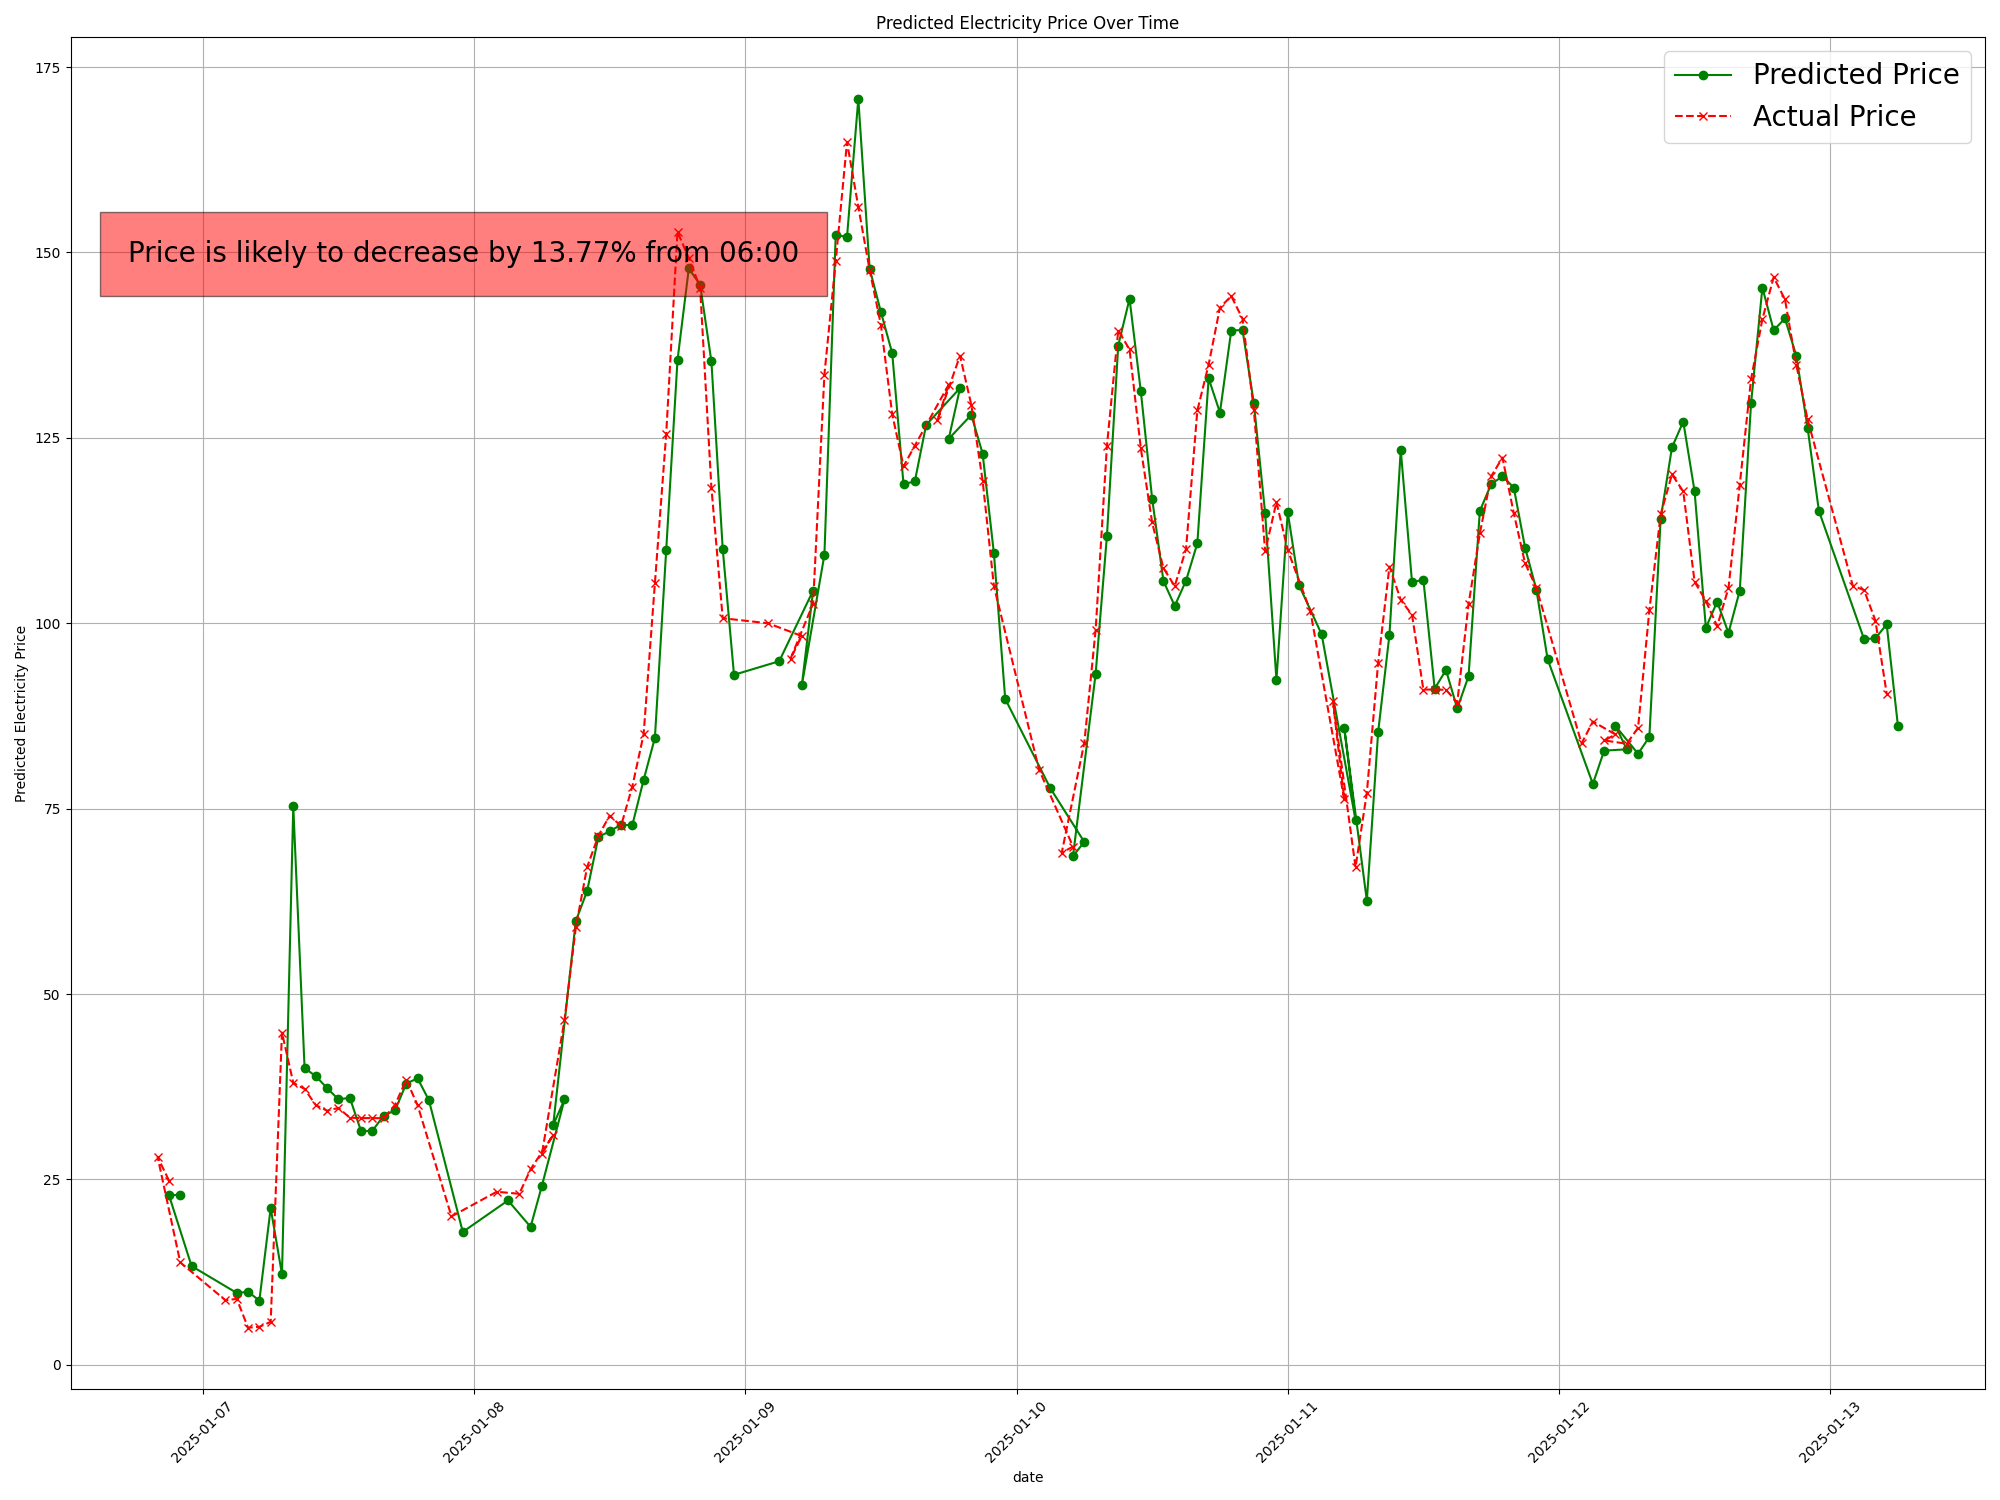 Predicted Electricity Price Over Time
Predicted Price
Actual Price
Price is likely to decrease by 13.77% from 06:00
Predicted Electricity Price
175
150
125
100
75
50
25
0
2025-01-07
2025-01-08
2025-01-09
2025-01-10
2025-01-11
2025-01-12
2025-01-13
date